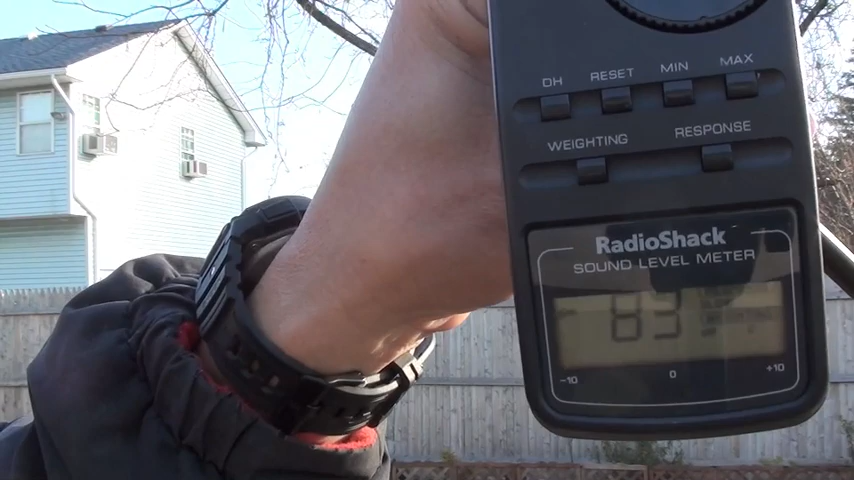 DH RESET MIN MAX
WEIGHTING RESPONSE
RadioShack
SOUND LEVEL METER
83
-10 0 +10